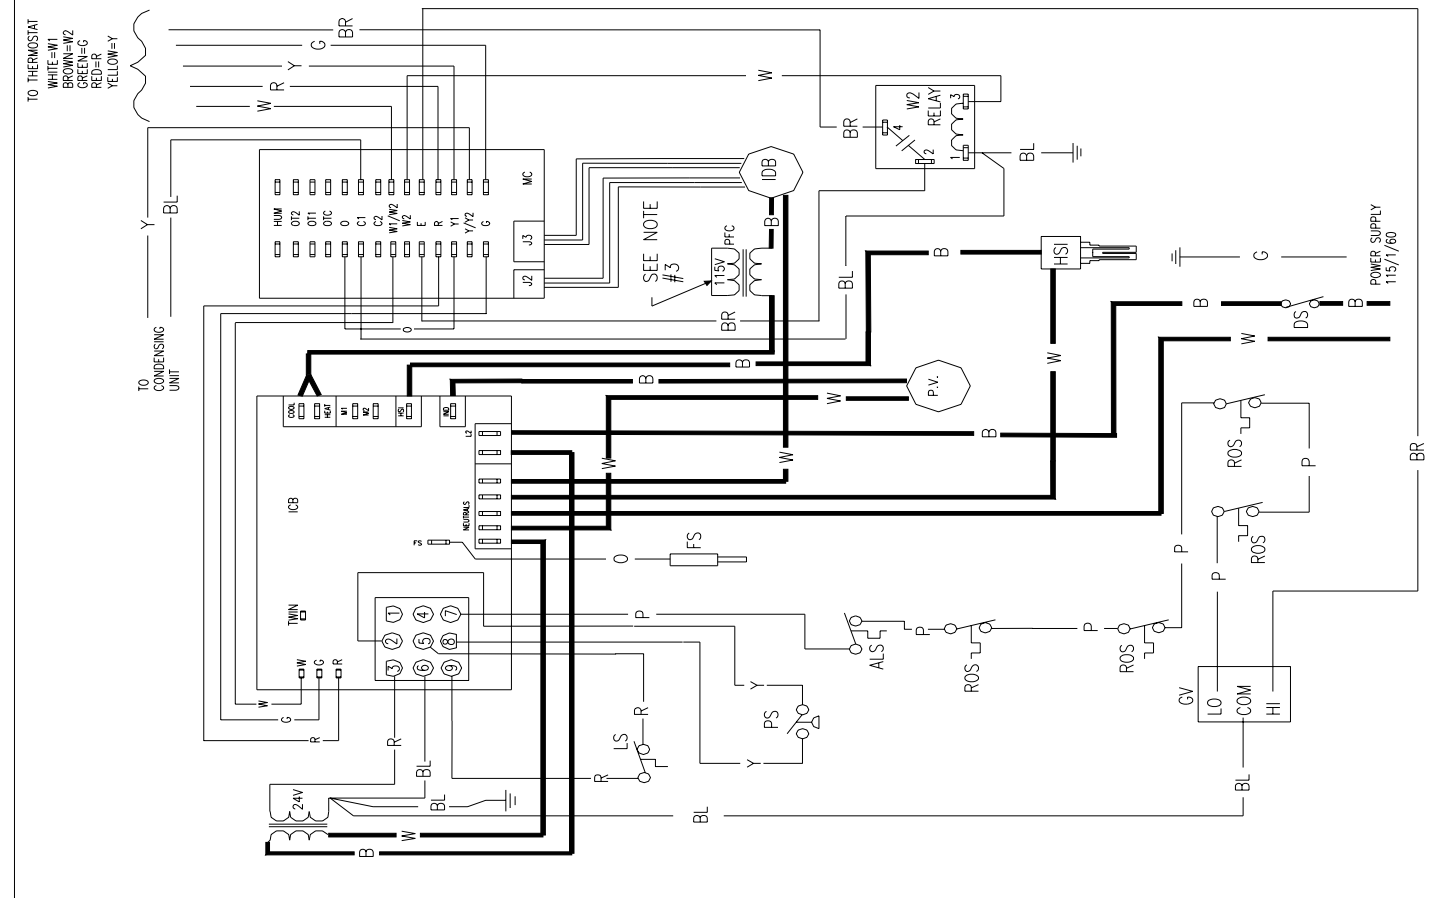 TO THERMOSTAT
WHITE=W1
BROWN=W2
GREEN=G
RED=R
YELLOW=Y
BR
G
Y
R
W
Y
BL
TO
CONDENSING
UNIT
HUM
OT2
OT1
OTC
O
C1
C2
W1/W2
W2
E
R
Y1
Y/Y2
G
MC
J3
J2
O
IDB
B
PFC
115V
SEE NOTE
#3
BR
BL
W
BR
W2
RELAY
4
3
2
1
BL
HSI
B
W
G
POWER SUPPLY
115/1/60
B
DS
B
W
B
B
P.V.
W
B
W
W
COOL
HEAT
M1
M2
HSI
IND
L2
NEUTRALS
ICB
FS
O
FS
TWIN
W
G
R
1
4
7
2
5
8
3
6
9
W
G
R
R
BL
24V
BL
W
B
R
LS
R
Y
PS
Y
P
ALS
P
ROS
P
ROS
P
P
ROS
P
ROS
GV
LO
COM
HI
BL
BL
BR